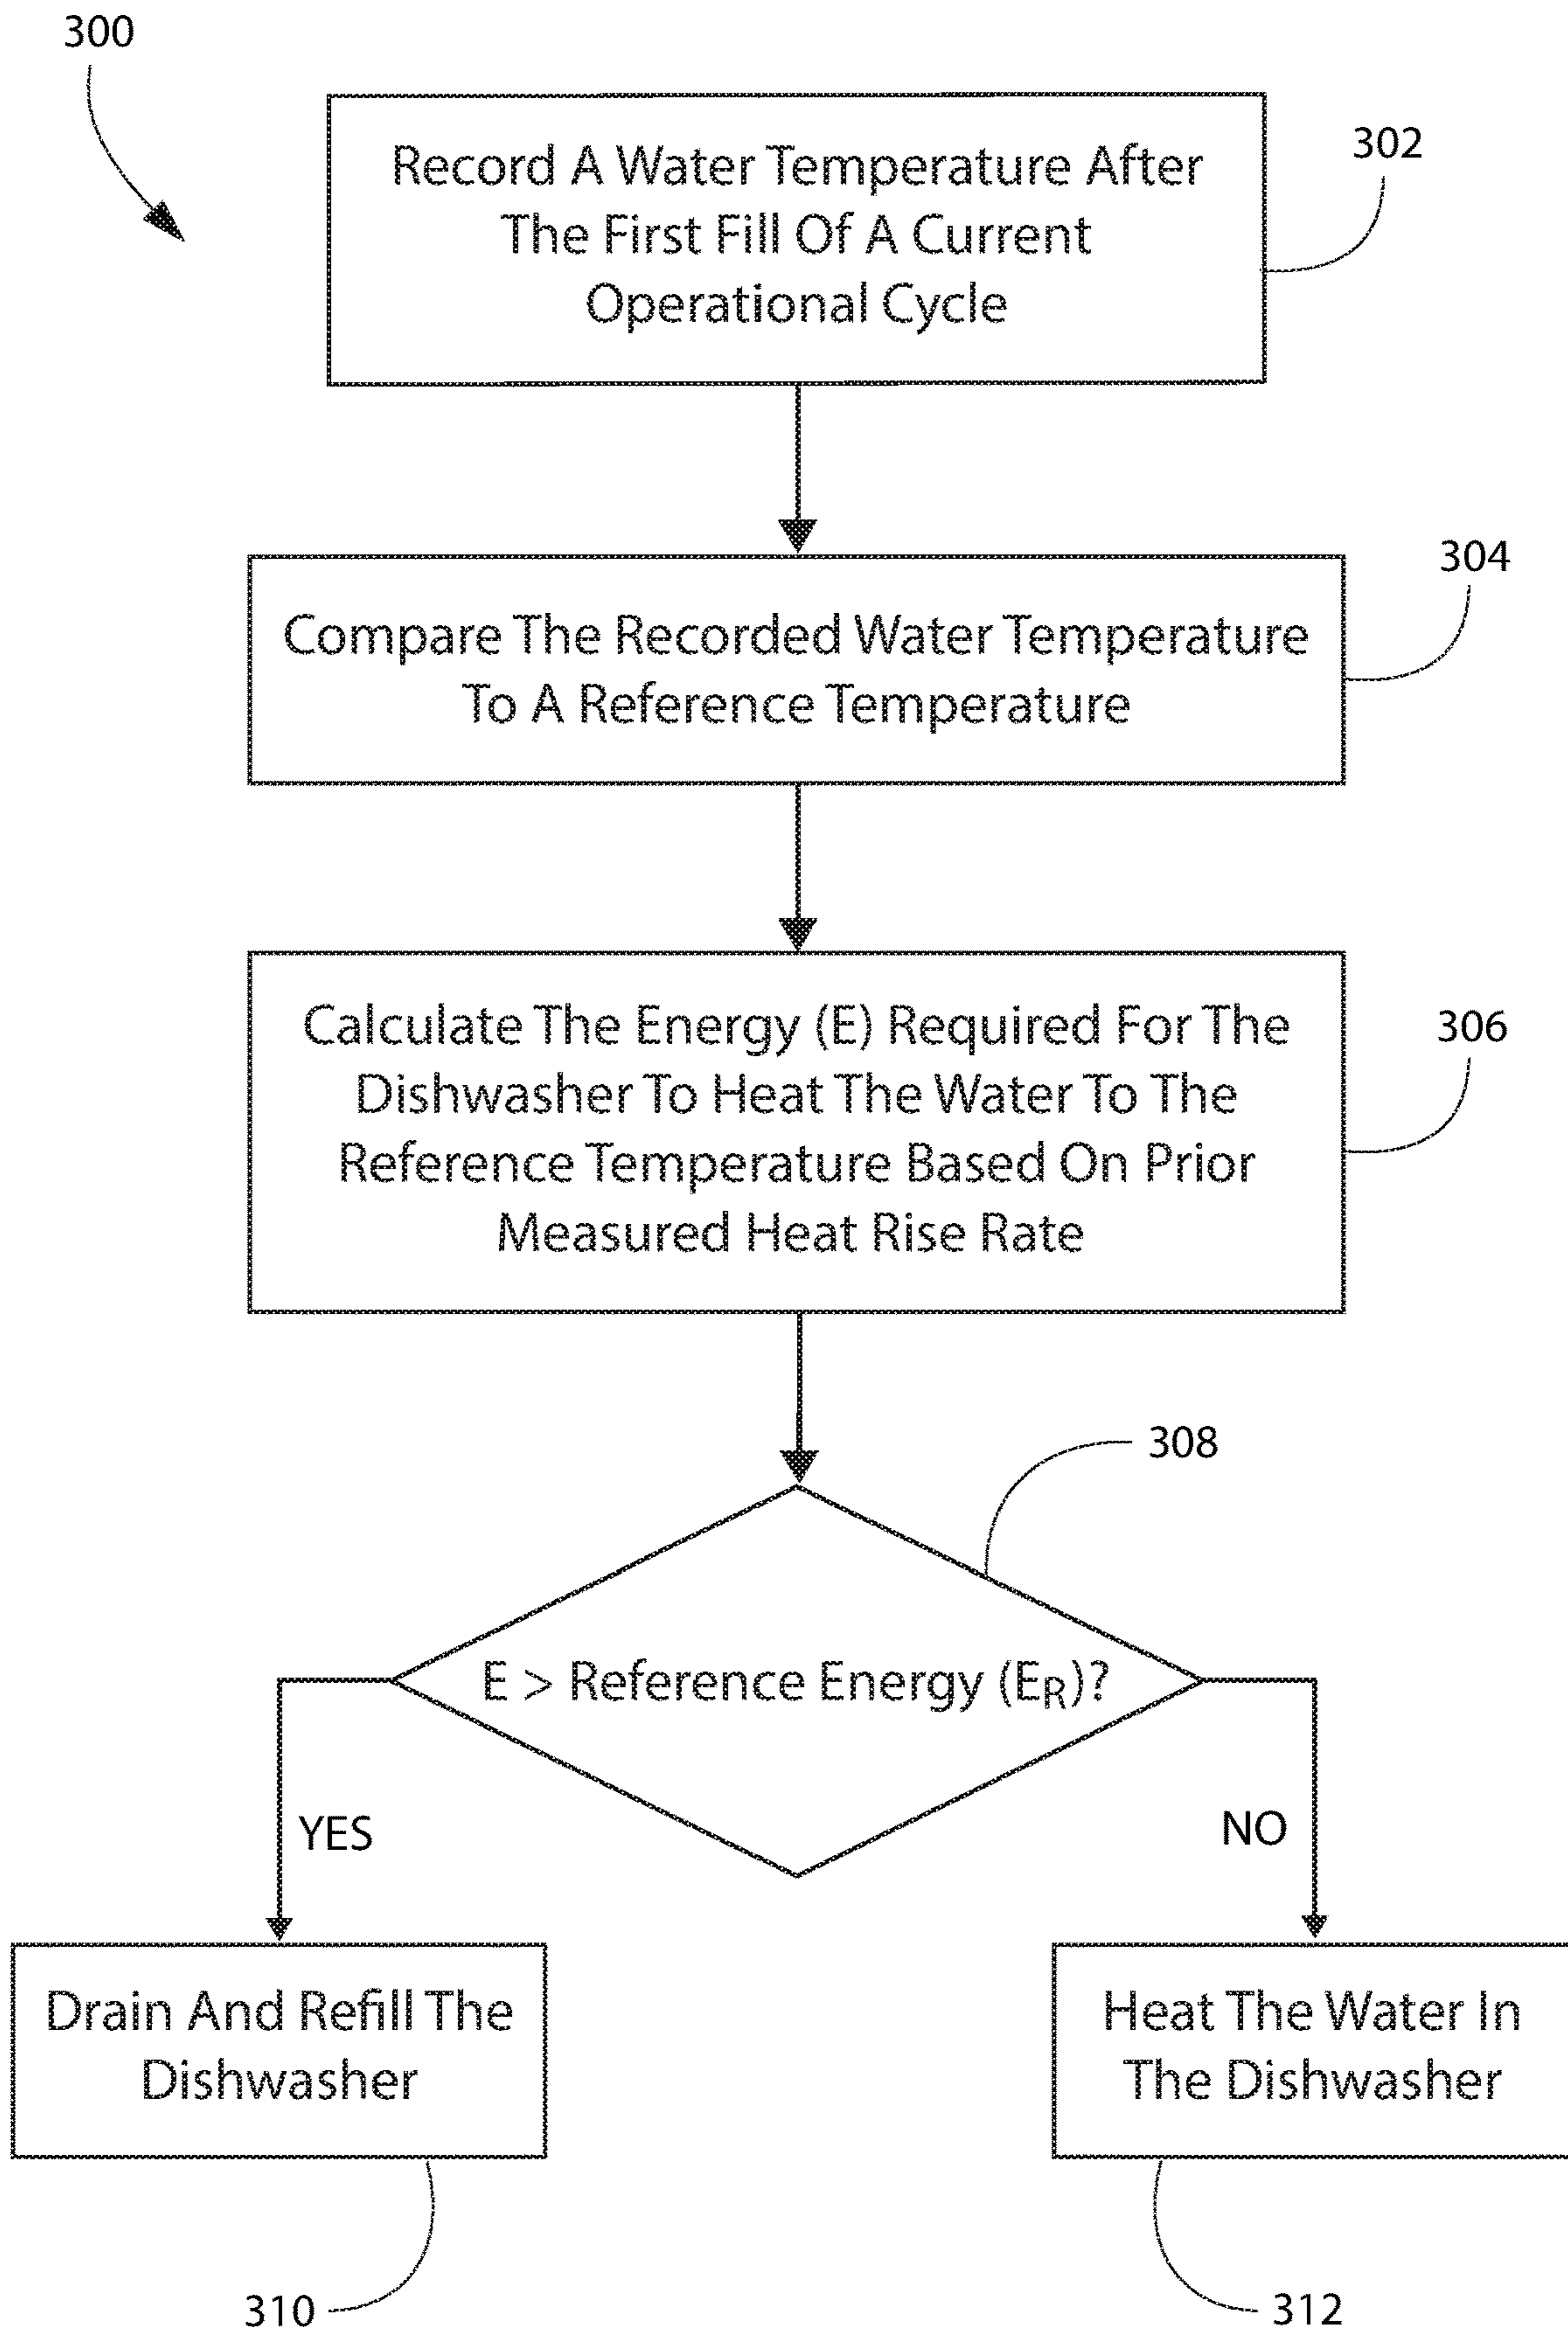 300
Record A Water Temperature After
The First Fill Of A Current
Operational Cycle
302
Compare The Recorded Water Temperature
To A Reference Temperature
304
Calculate The Energy (E) Required For The
Dishwasher To Heat The Water To The
Reference Temperature Based On Prior
Measured Heat Rise Rate
306
308
E > Reference Energy (ER)?
YES
NO
Drain And Refill The
Dishwasher
Heat The Water In
The Dishwasher
310
312